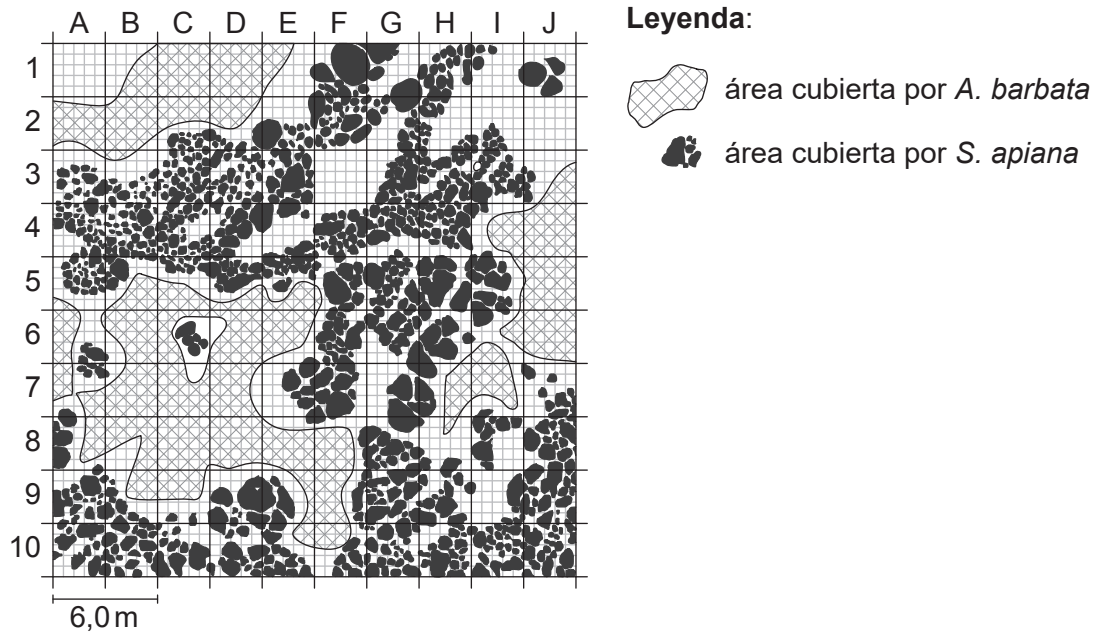 A B C D E F G H I J
1
2
3
4
5
6
7
8
9
10
6,0 m
Leyenda:
área cubierta por A. barbata
área cubierta por S. apiana